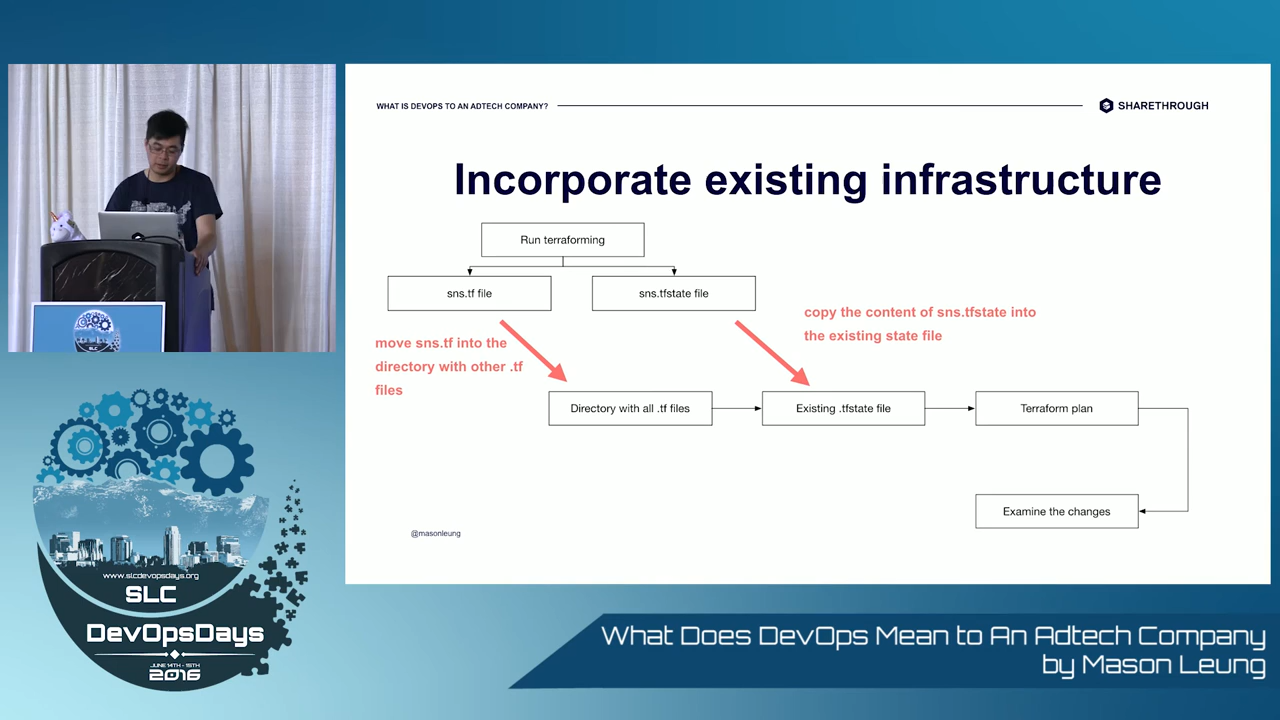 WHAT IS DEVOPS TO AN ADTECH COMPANY?
SHARETHROUGH
Incorporate existing infrastructure
Run terraforming
sns.tf file
sns.tfstate file
copy the content of sns.tfstate into
the existing state file
move sns.tf into the
directory with other .tf
files
Directory with all .tf files
Existing .tfstate file
Terraform plan
Examine the changes
@masonleung
SLC
www.slcdevopsdays.org
SLC
DevOpsDays
JUNE 14TH - 15TH
2016
What Does DevOps Mean to An Adtech Company
by Mason Leung